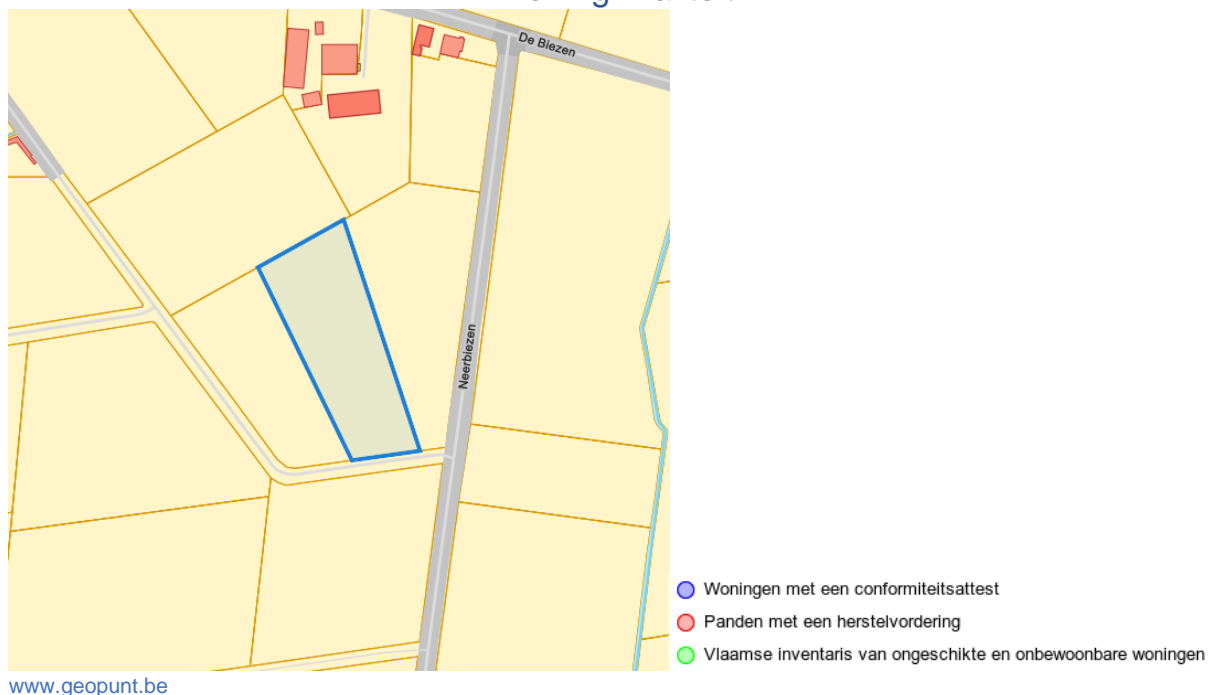 De Biezen
Neerbiezen
Woningen met een conformiteitsattest
Panden met een herstelvordering
Vlaamse inventaris van ongeschikte en onbewoonbare woningen
www.geopunt.be